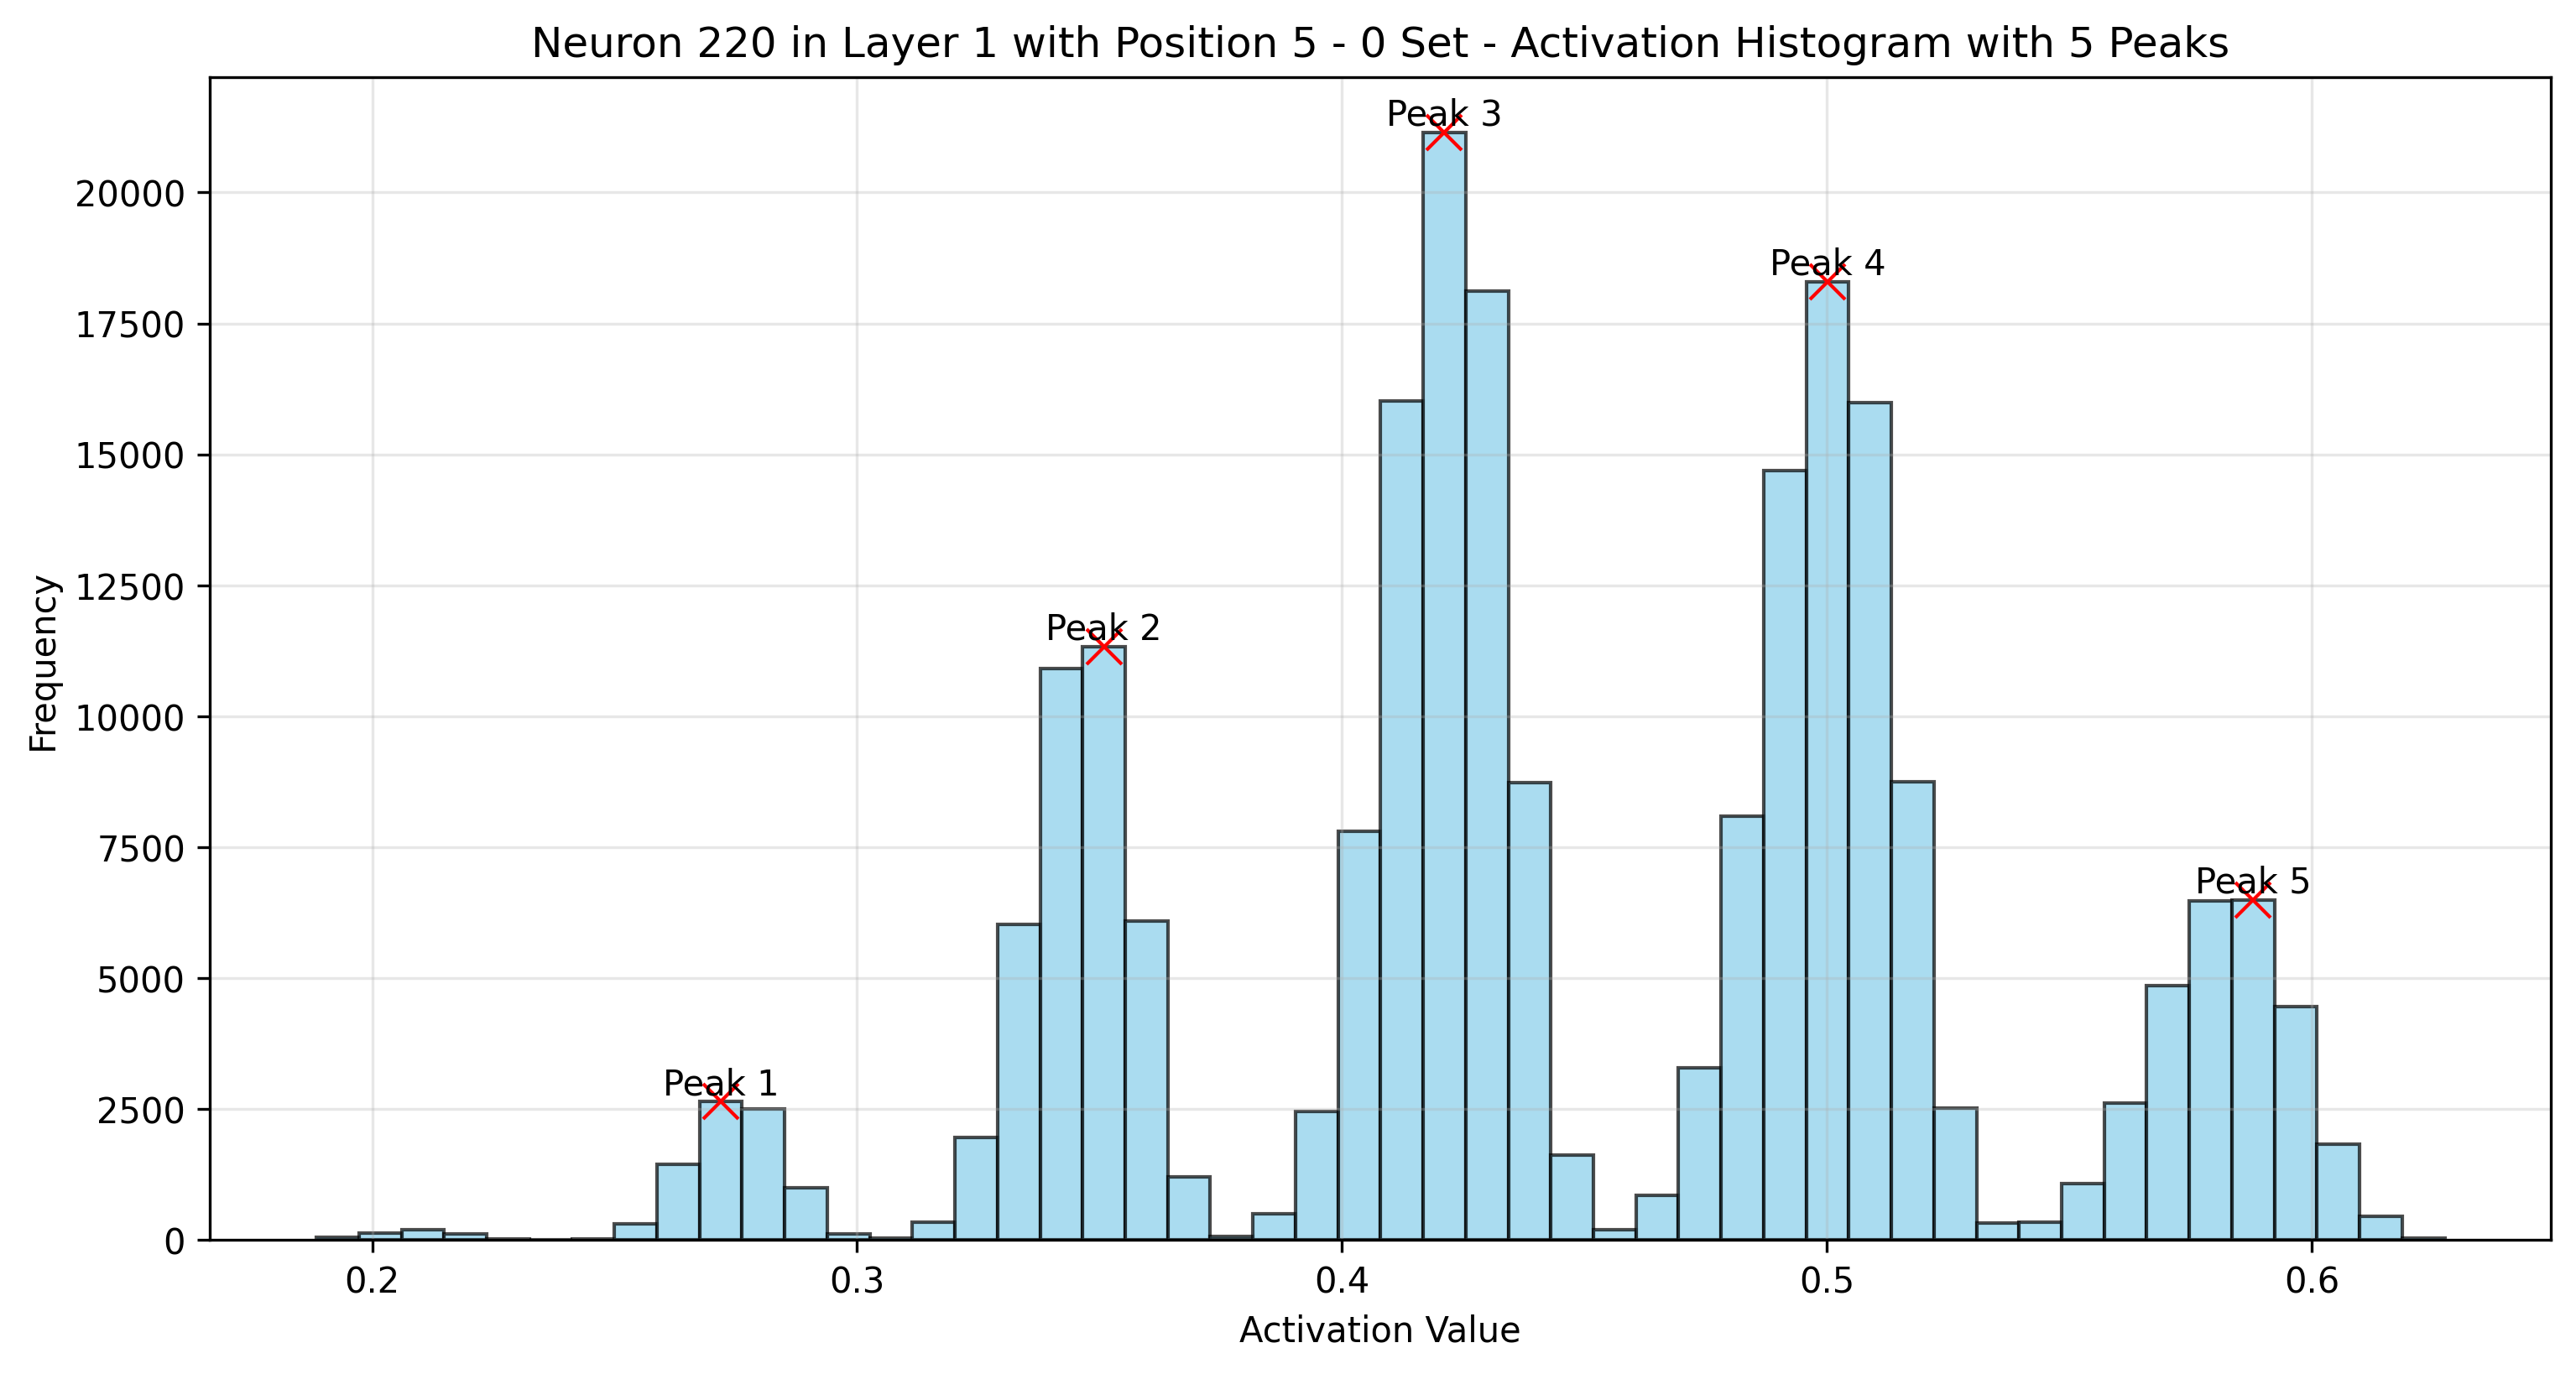 Neuron 220 in Layer 1 with Position 5 - 0 Set - Activation Histogram with 5 Peaks
Peak 3
20000
Peak 4
17500
15000
12500
Peak 2
10000
Frequency
7500
Peak 5
5000
Peak 1
2500
0
0.2
0.3
0.4
0.5
0.6
Activation Value